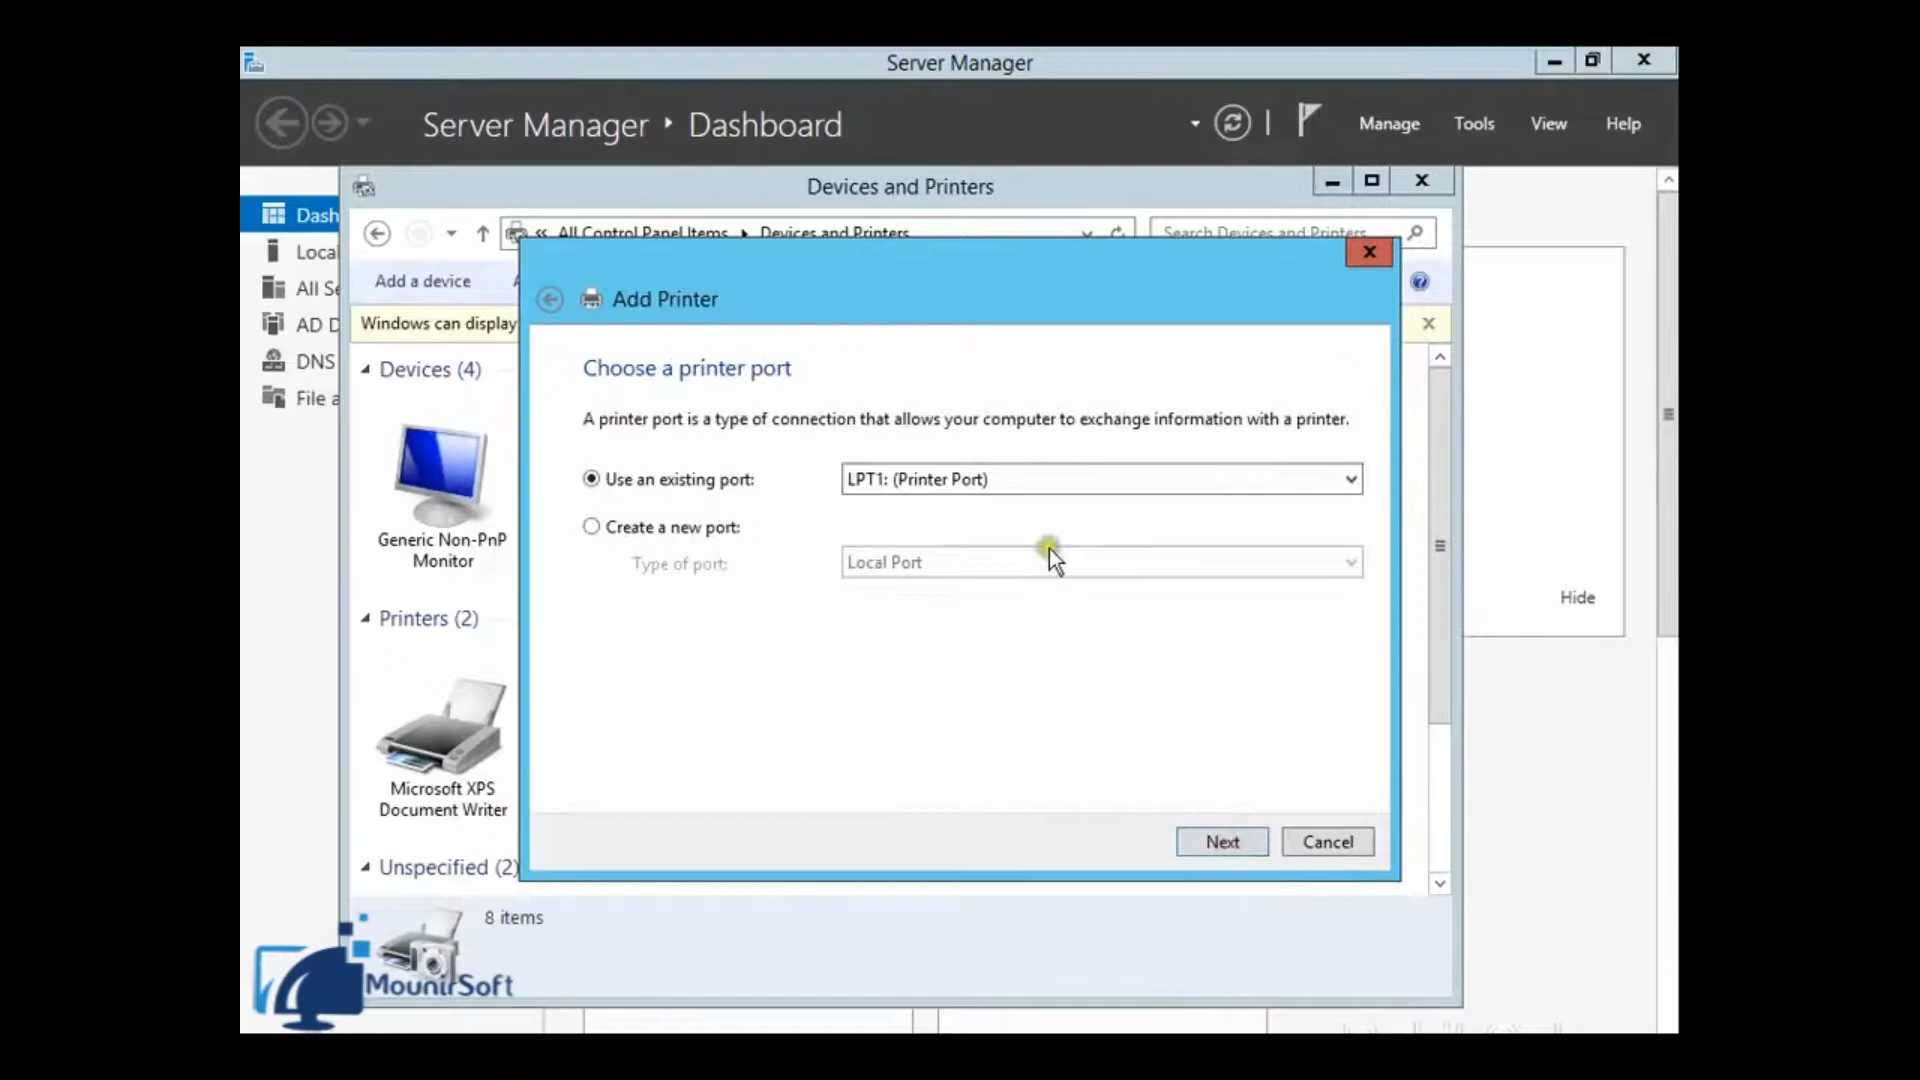 Server Manager
Server Manager ‣ Dashboard
Manage Tools View Help
Devices and Printers
Dash
Local
All Se
AD D
DNS
File a
« All Control Panel Items ▸ Devices and Printers
Search Devices and Printers
Add a device
Windows can display
Devices (4)
Generic Non-PnP
Monitor
Printers (2)
Microsoft XPS
Document Writer
Unspecified (2)
8 items
Add Printer
Choose a printer port
A printer port is a type of connection that allows your computer to exchange information with a printer.
Use an existing port: LPT1: (Printer Port)
Create a new port:
Type of port: Local Port
Next Cancel
Hide
MounirSoft